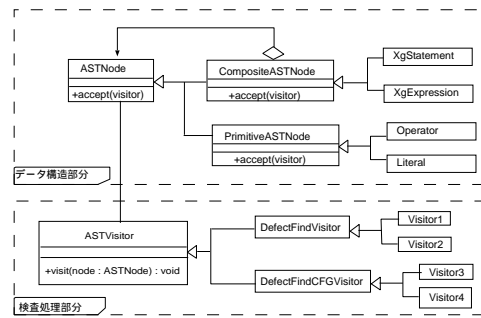 ASTNode
+accept(visitor)
CompositeASTNode
+accept(visitor)
XgStatement
XgExpression
PrimitiveASTNode
+accept(visitor)
Operator
Literal
データ構造部分
ASTVisitor
+visit(node : ASTNode) : void
DefectFindVisitor
Visitor1
Visitor2
DefectFindCFGVisitor
Visitor3
Visitor4
検査処理部分